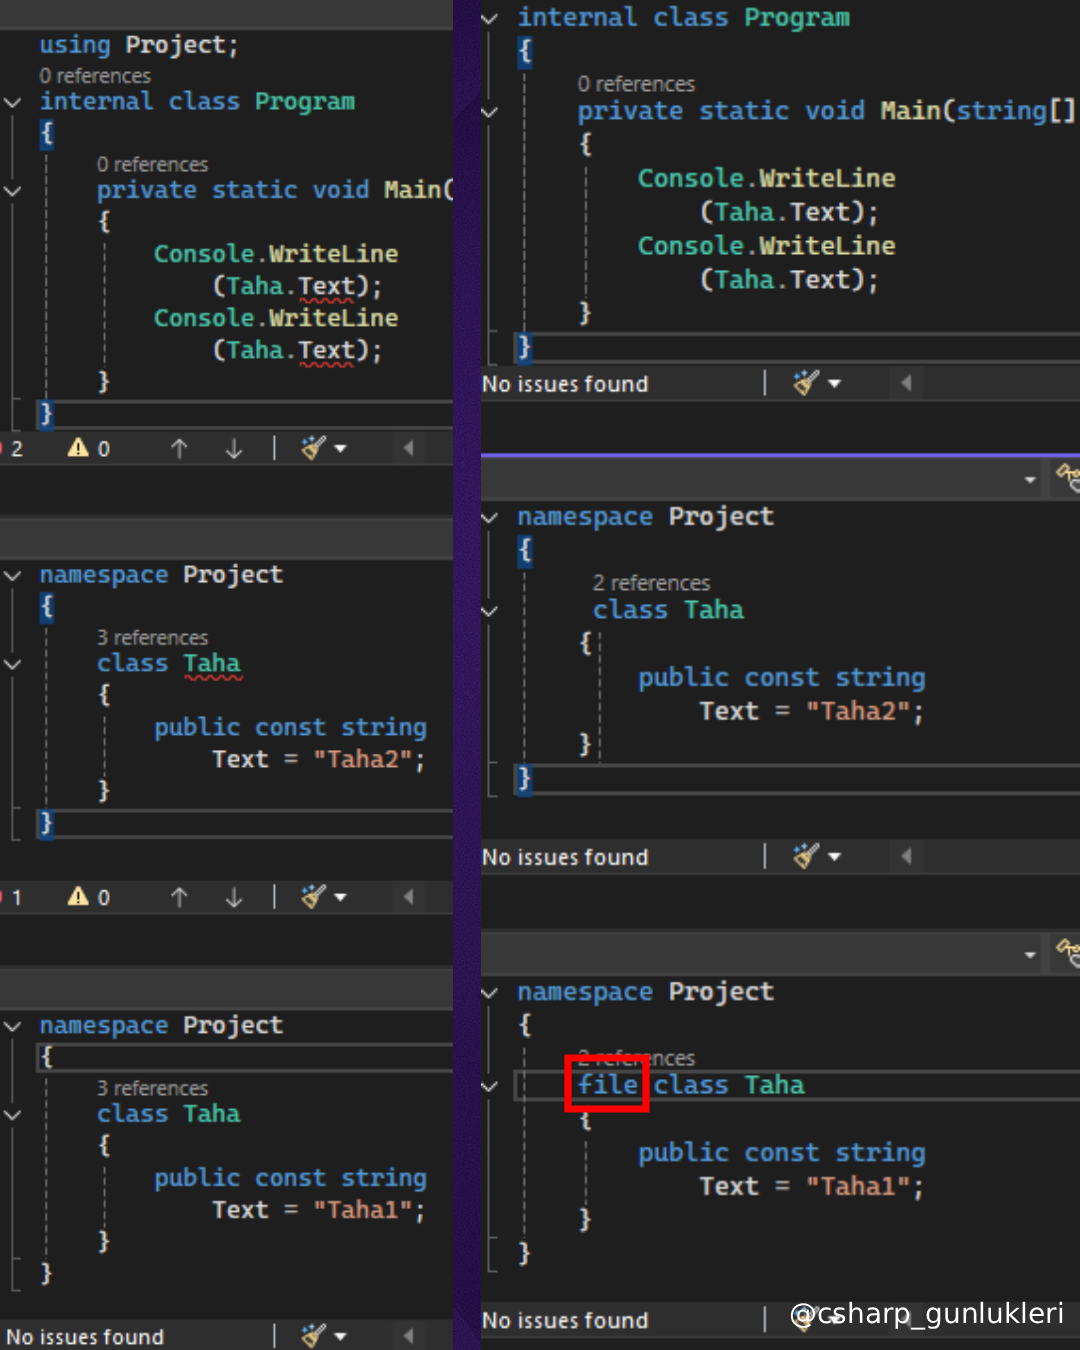 using Project;
0 references
internal class Program
{
0 references
private static void Main(
{
Console.WriteLine
(Taha.Text);
Console.WriteLine
(Taha.Text);
}
}
2 0
namespace Project
{
3 references
class Taha
{
public const string
Text = "Taha2";
}
}
1 0
namespace Project
{
3 references
class Taha
{
public const string
Text = "Taha1";
}
}
No issues found
internal class Program
{
0 references
private static void Main(string[]
{
Console.WriteLine
(Taha.Text);
Console.WriteLine
(Taha.Text);
}
}
No issues found
namespace Project
{
2 references
class Taha
{
public const string
Text = "Taha2";
}
}
No issues found
namespace Project
{
2 references
file class Taha
{
public const string
Text = "Taha1";
}
}
No issues found
@csharp_gunlukleri